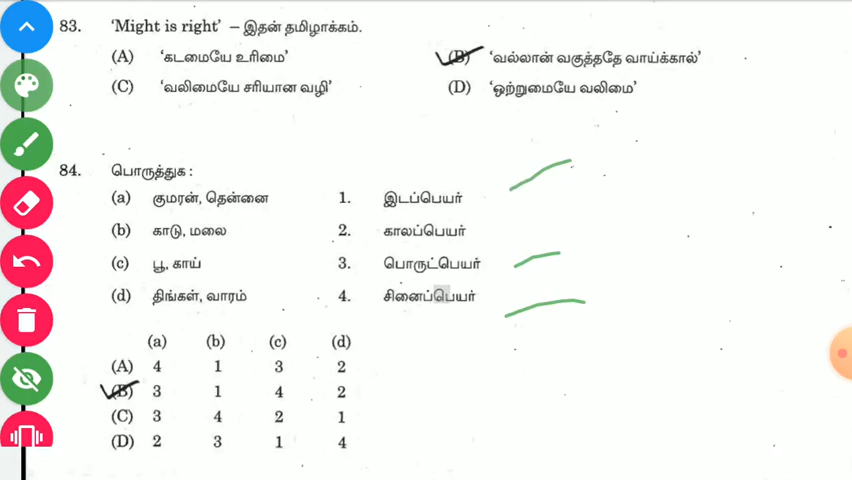 83. 'Might is right' – இதன் தமிழாக்கம்.
(A) 'கடமையே உரிமை' (B) 'வல்லான் வகுத்ததே வாய்க்கால்'
(C) 'வலிமையே சரியான வழி' (D) 'ஒற்றுமையே வலிமை'
84. பொருத்துக :
(a) குமரன், தென்னை 1. இடப்பெயர்
(b) காடு, மலை 2. காலப்பெயர்
(c) பூ, காய் 3. பொருட்பெயர்
(d) திங்கள், வாரம் 4. சினைப்பெயர்
(a) (b) (c) (d)
(A) 4 1 3 2
(B) 3 1 4 2
(C) 3 4 2 1
(D) 2 3 1 4